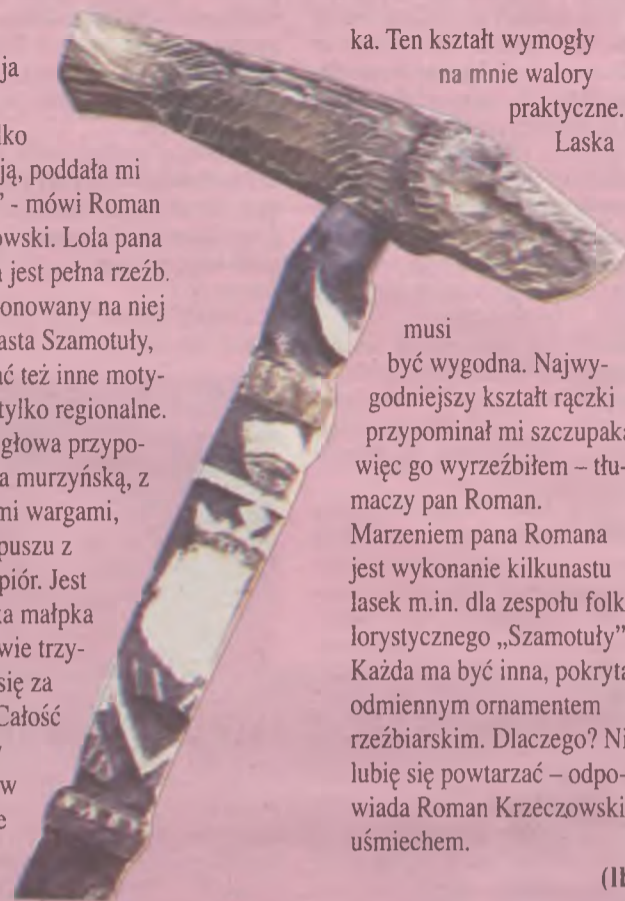 ja
lko
ją, poddała mi
” - mówi Roman
owski. Lola pana
a jest pełna rzeźb.
onowany na niej
asta Szamotuły,
ać też inne moty-
tylko regionalne.
głowa przypo-
a murzyńską, z
mi wargami,
puszu z
piór. Jest
ka małpka
wie trzy-
się za
Całość
w
e
ka. Ten kształt wymogły
na mnie walory
praktyczne.
Laska
musi
być wygodna. Najwy-
godniejszy kształt rączki
przypominał mi szczupaka
więc go wyrzeźbiłem – tłu-
maczy pan Roman.
Marzeniem pana Romana
jest wykonanie kilkunastu
lasek m.in. dla zespołu folk
lorystycznego „Szamotuły”
Każda ma być inna, pokryta
odmiennym ornamentem
rzeźbiarskim. Dlaczego? Ni
lubię się powtarzać – odpo-
wiada Roman Krzeczowski
uśmiechem.